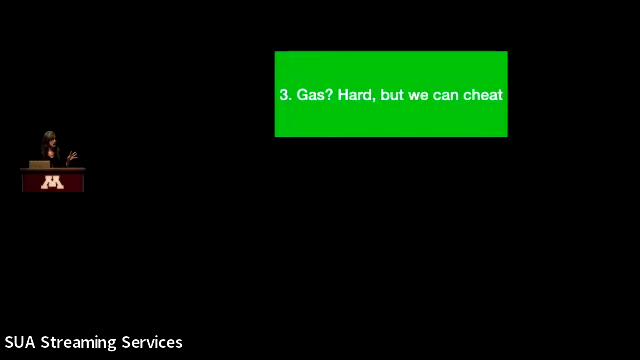 3. Gas? Hard, but we can cheat
M
SUA Streaming Services